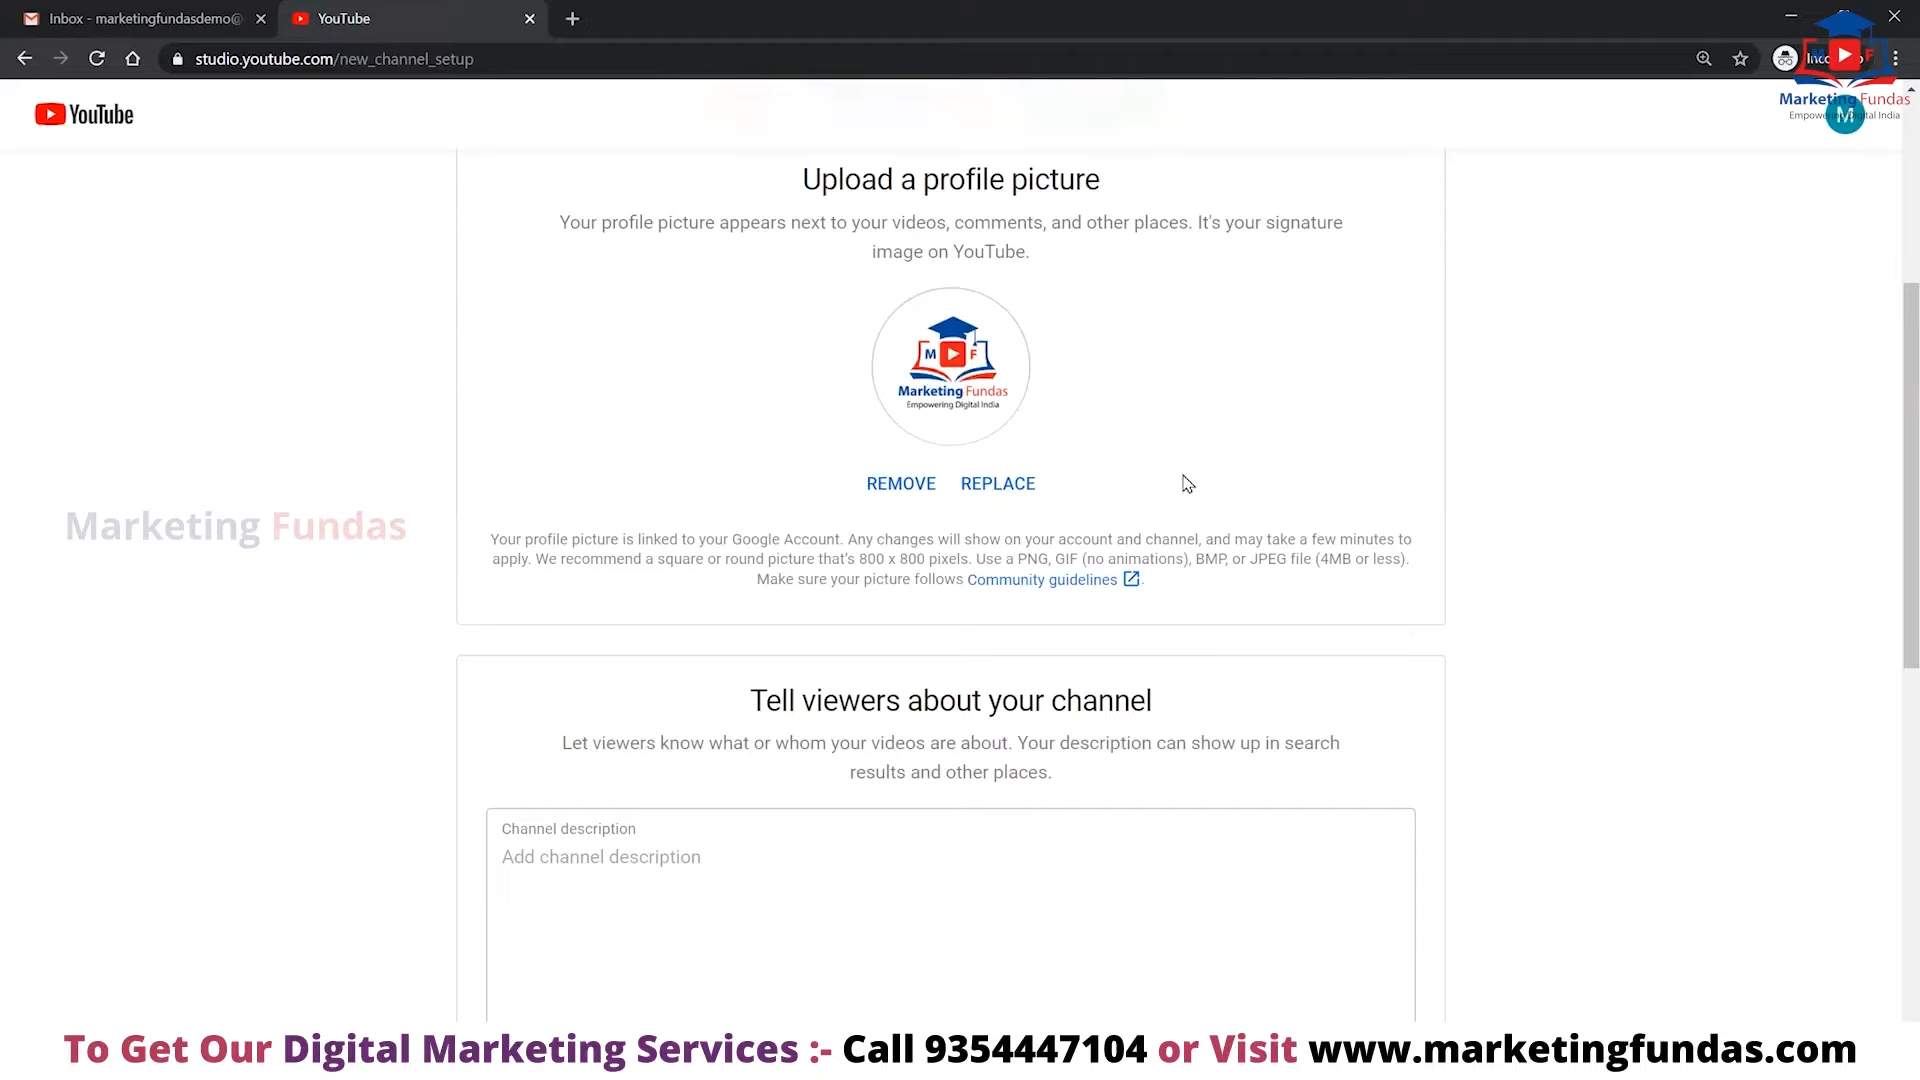 Inbox - marketingfundasdemo@
YouTube
studio.youtube.com/new_channel_setup
YouTube
Marketing Fundas
M
Upload a profile picture
Your profile picture appears next to your videos, comments, and other places. It's your signature
image on YouTube.
M F
Marketing Fundas
Empowering Digital India
REMOVE REPLACE
Marketing Fundas
Your profile picture is linked to your Google Account. Any changes will show on your account and channel, and may take a few minutes to
apply. We recommend a square or round picture that's 800 x 800 pixels. Use a PNG, GIF (no animations), BMP, or JPEG file (4MB or less).
Make sure your picture follows Community guidelines.
Tell viewers about your channel
Let viewers know what or whom your videos are about. Your description can show up in search
results and other places.
Channel description
Add channel description
To Get Our Digital Marketing Services :- Call 9354447104 or Visit www.marketingfundas.com